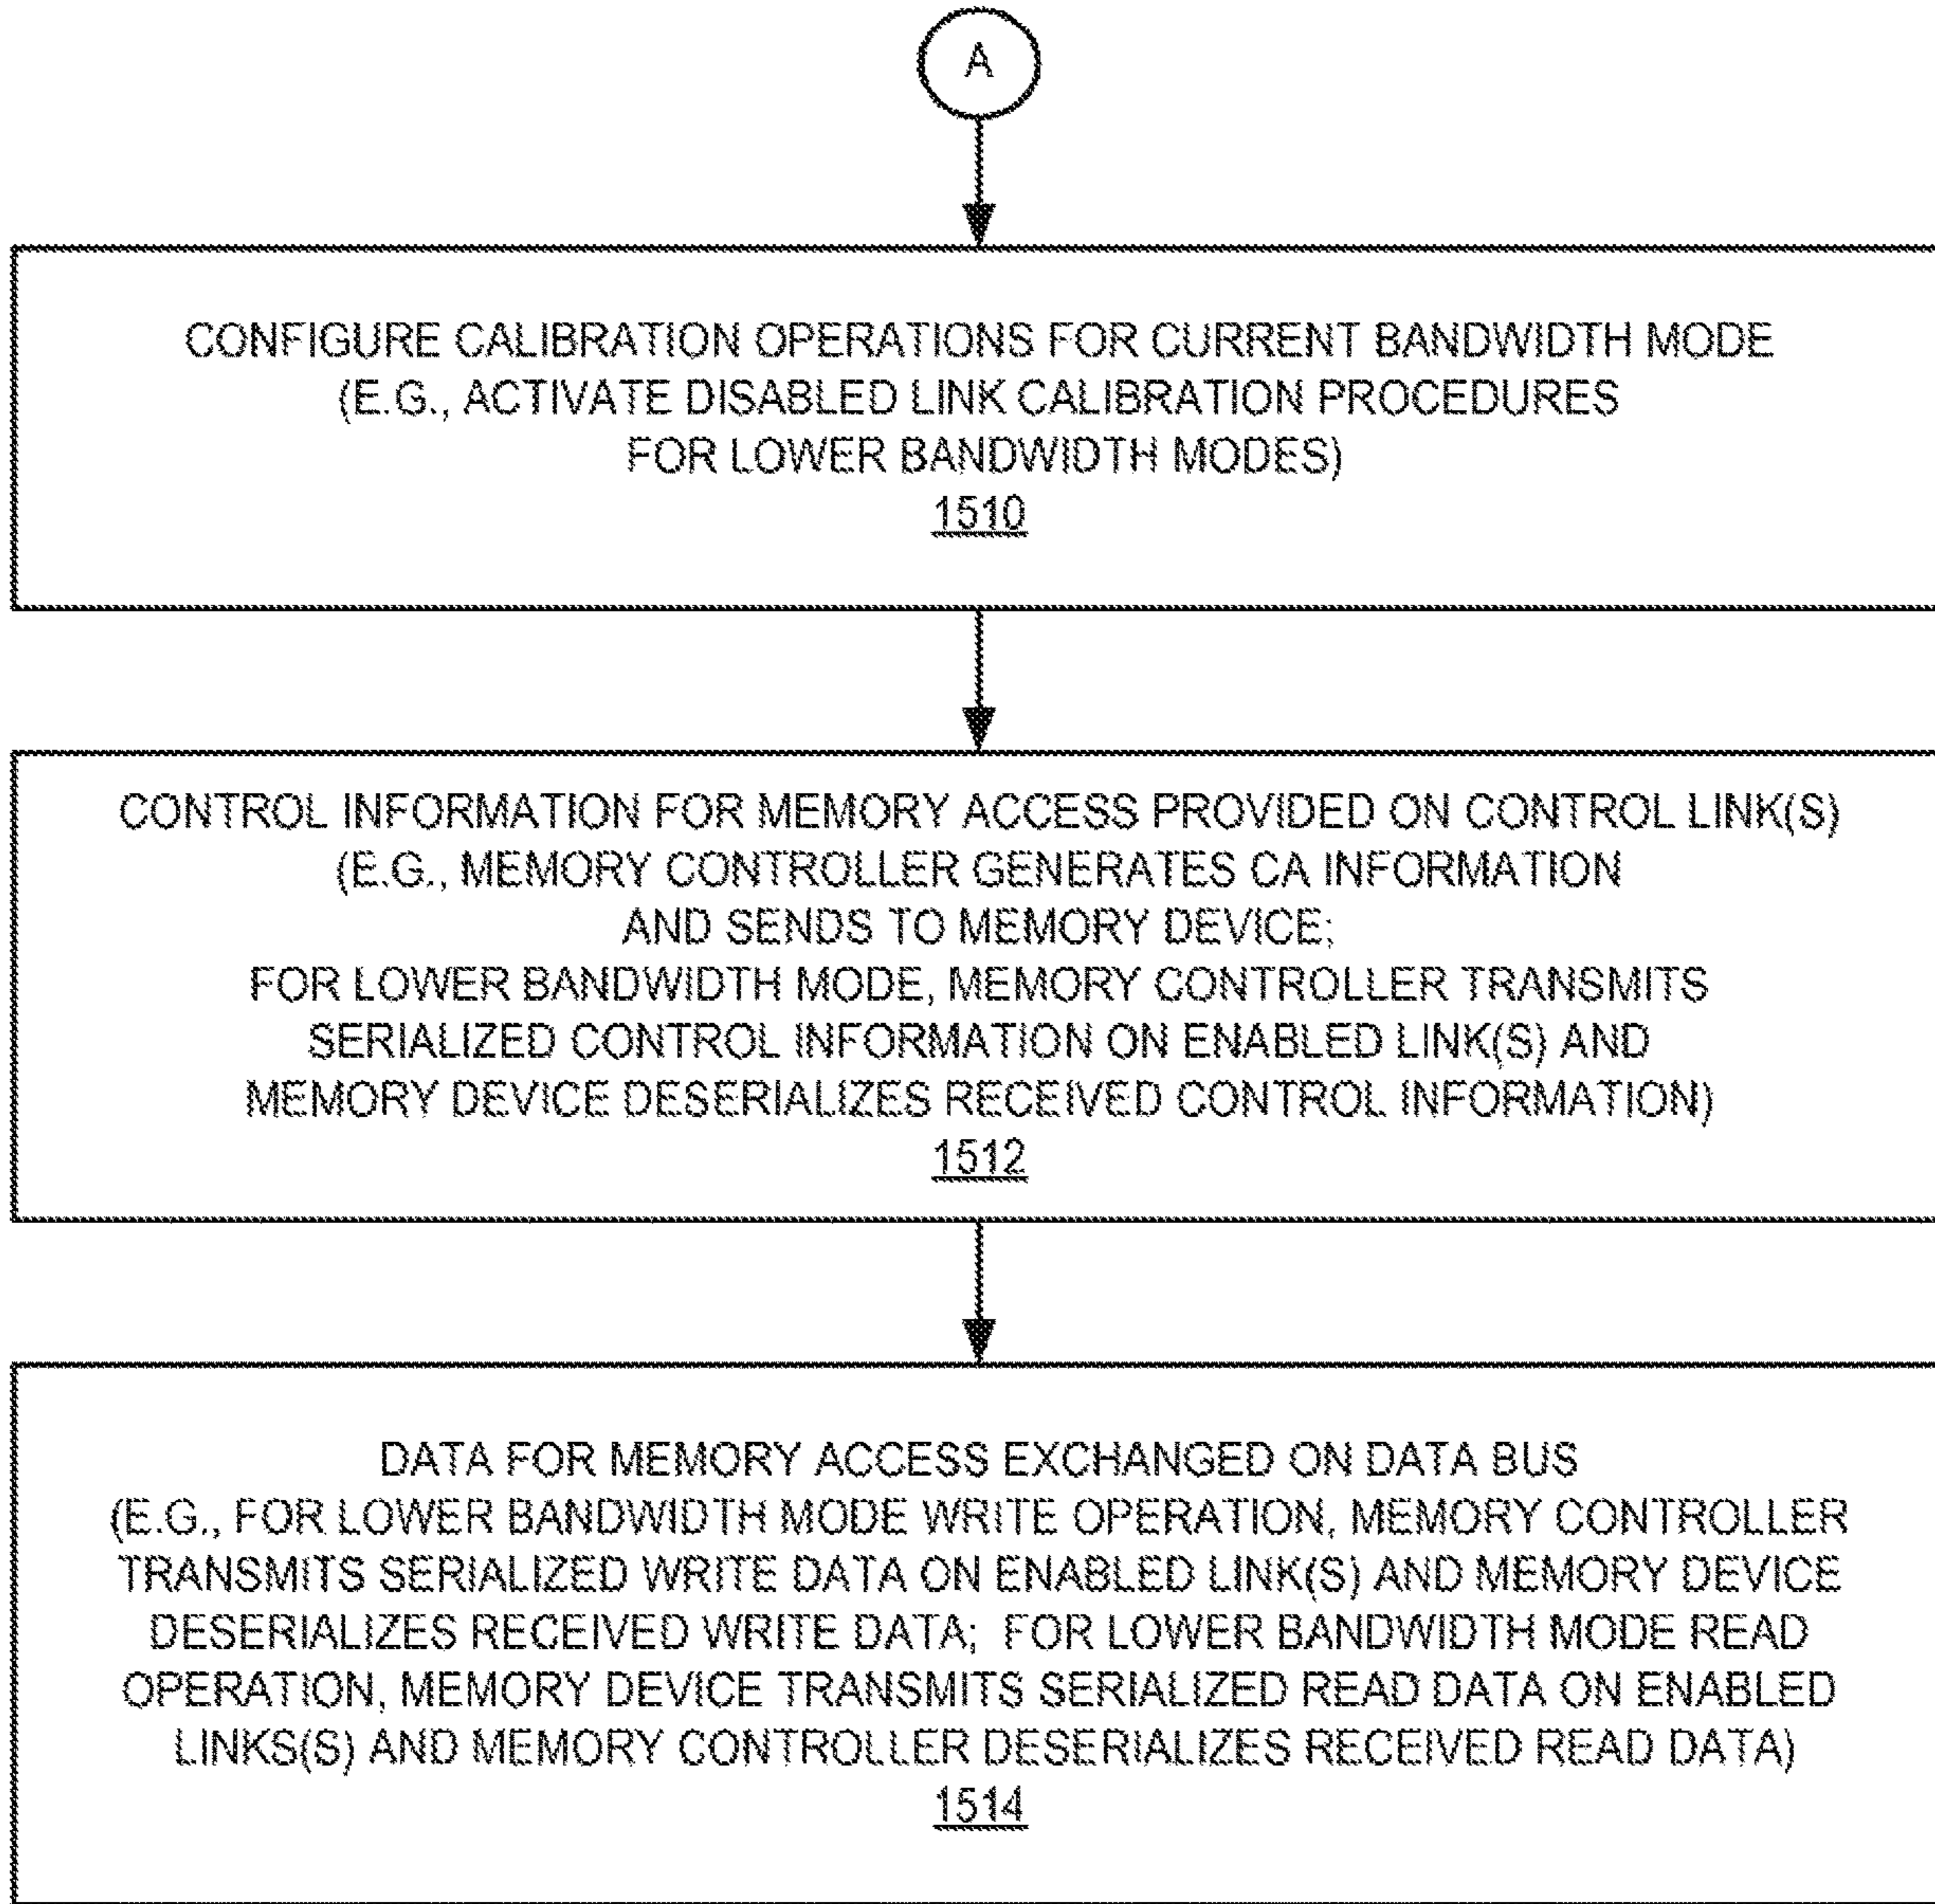 A
CONFIGURE CALIBRATION OPERATIONS FOR CURRENT BANDWIDTH MODE
(E.G., ACTIVATE DISABLED LINK CALIBRATION PROCEDURES
FOR LOWER BANDWIDTH MODES)
1510
CONTROL INFORMATION FOR MEMORY ACCESS PROVIDED ON CONTROL LINK(S)
(E.G., MEMORY CONTROLLER GENERATES CA INFORMATION
AND SENDS TO MEMORY DEVICE;
FOR LOWER BANDWIDTH MODE, MEMORY CONTROLLER TRANSMITS
SERIALIZED CONTROL INFORMATION ON ENABLED LINK(S) AND
MEMORY DEVICE DESERIALIZES RECEIVED CONTROL INFORMATION)
1512
DATA FOR MEMORY ACCESS EXCHANGED ON DATA BUS
(E.G., FOR LOWER BANDWIDTH MODE WRITE OPERATION, MEMORY CONTROLLER
TRANSMITS SERIALIZED WRITE DATA ON ENABLED LINK(S) AND MEMORY DEVICE
DESERIALIZES RECEIVED WRITE DATA; FOR LOWER BANDWIDTH MODE READ
OPERATION, MEMORY DEVICE TRANSMITS SERIALIZED READ DATA ON ENABLED
LINKS(S) AND MEMORY CONTROLLER DESERIALIZES RECEIVED READ DATA)
1514